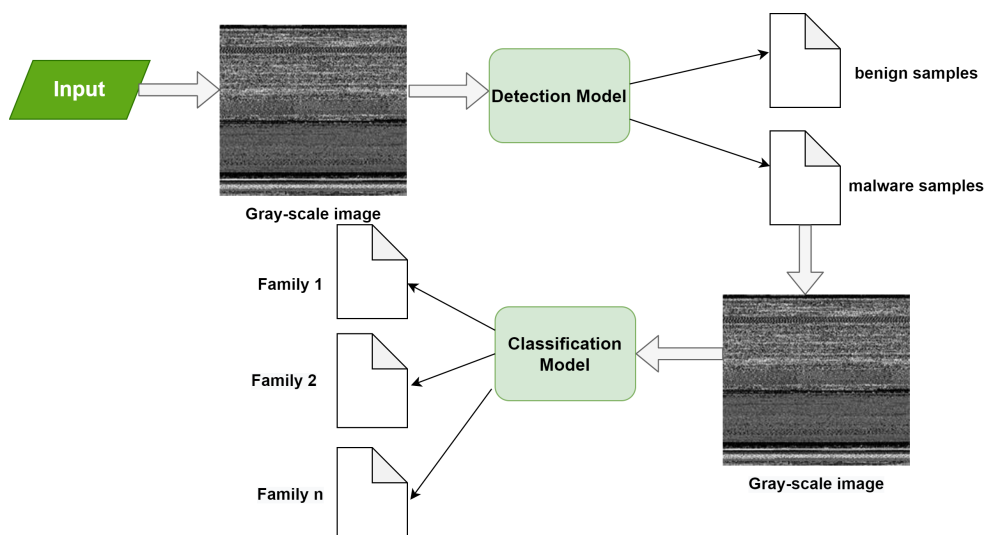 Input
Gray-scale image
Detection Model
benign samples
malware samples
Gray-scale image
Classification
Model
Family 1
Family 2
Family n